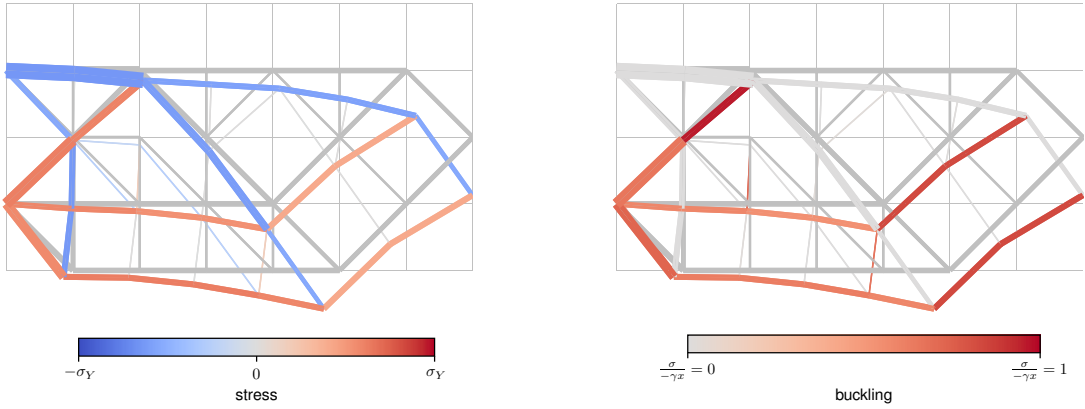 −σ_Y 0 σ_Y
stress
σ/−γx = 0 σ/−γx = 1
buckling